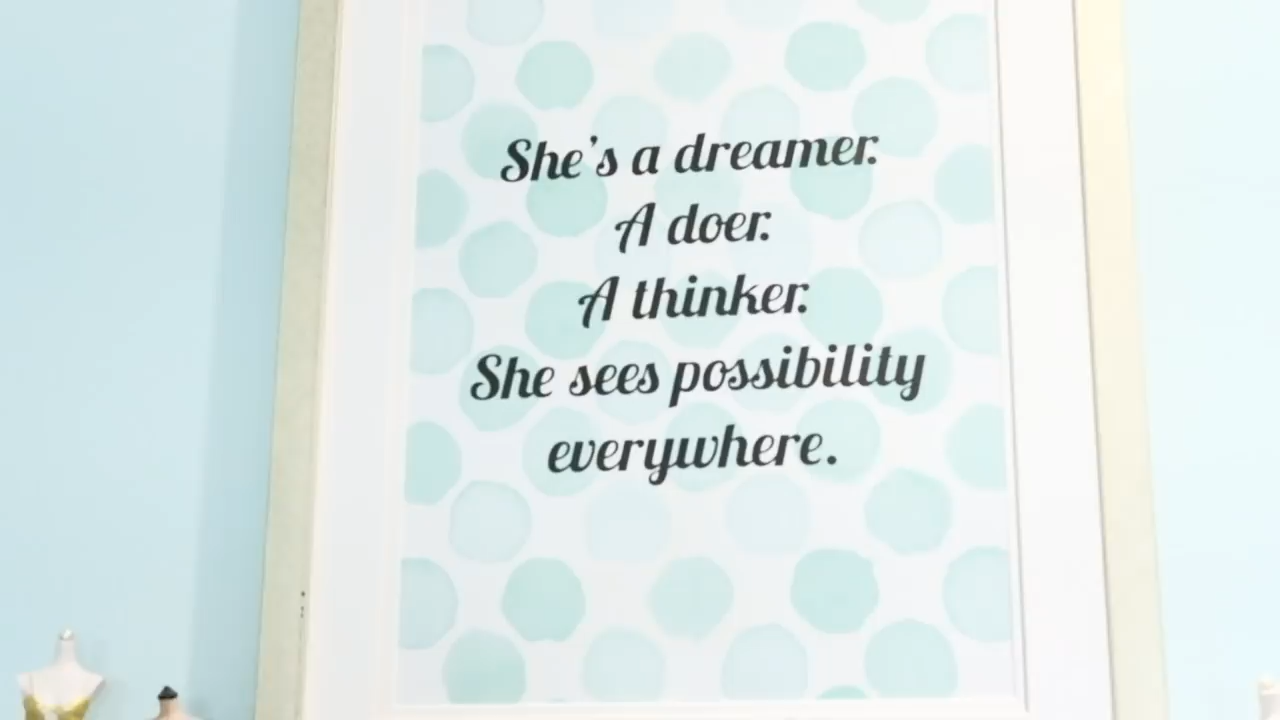 She's a dreamer.
A doer.
A thinker.
She sees possibility
everywhere.